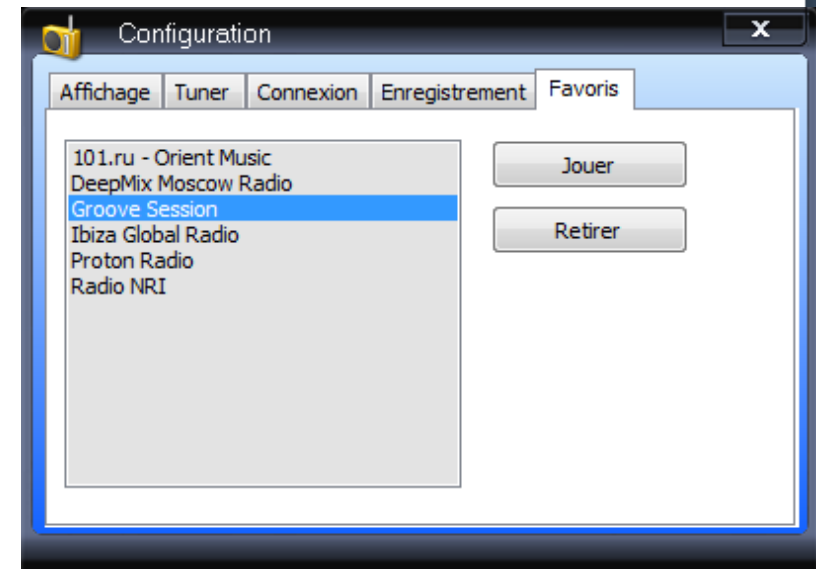 Configuration
x
Affichage Tuner Connexion Enregistrement Favoris
101.ru - Orient Music
DeepMix Moscow Radio
Groove Session
Ibiza Global Radio
Proton Radio
Radio NRI
Jouer
Retirer